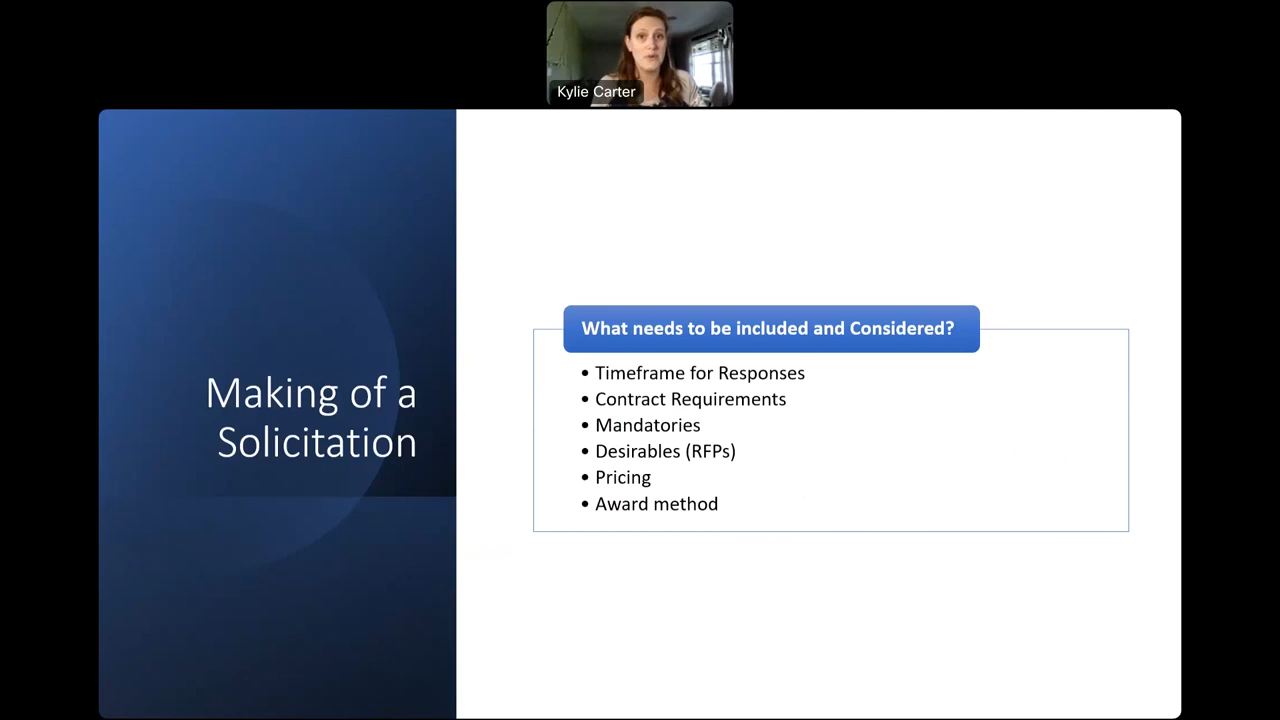 Kylie Carter
Making of a
Solicitation
What needs to be included and Considered?
• Timeframe for Responses
• Contract Requirements
• Mandatories
• Desirables (RFPs)
• Pricing
• Award method